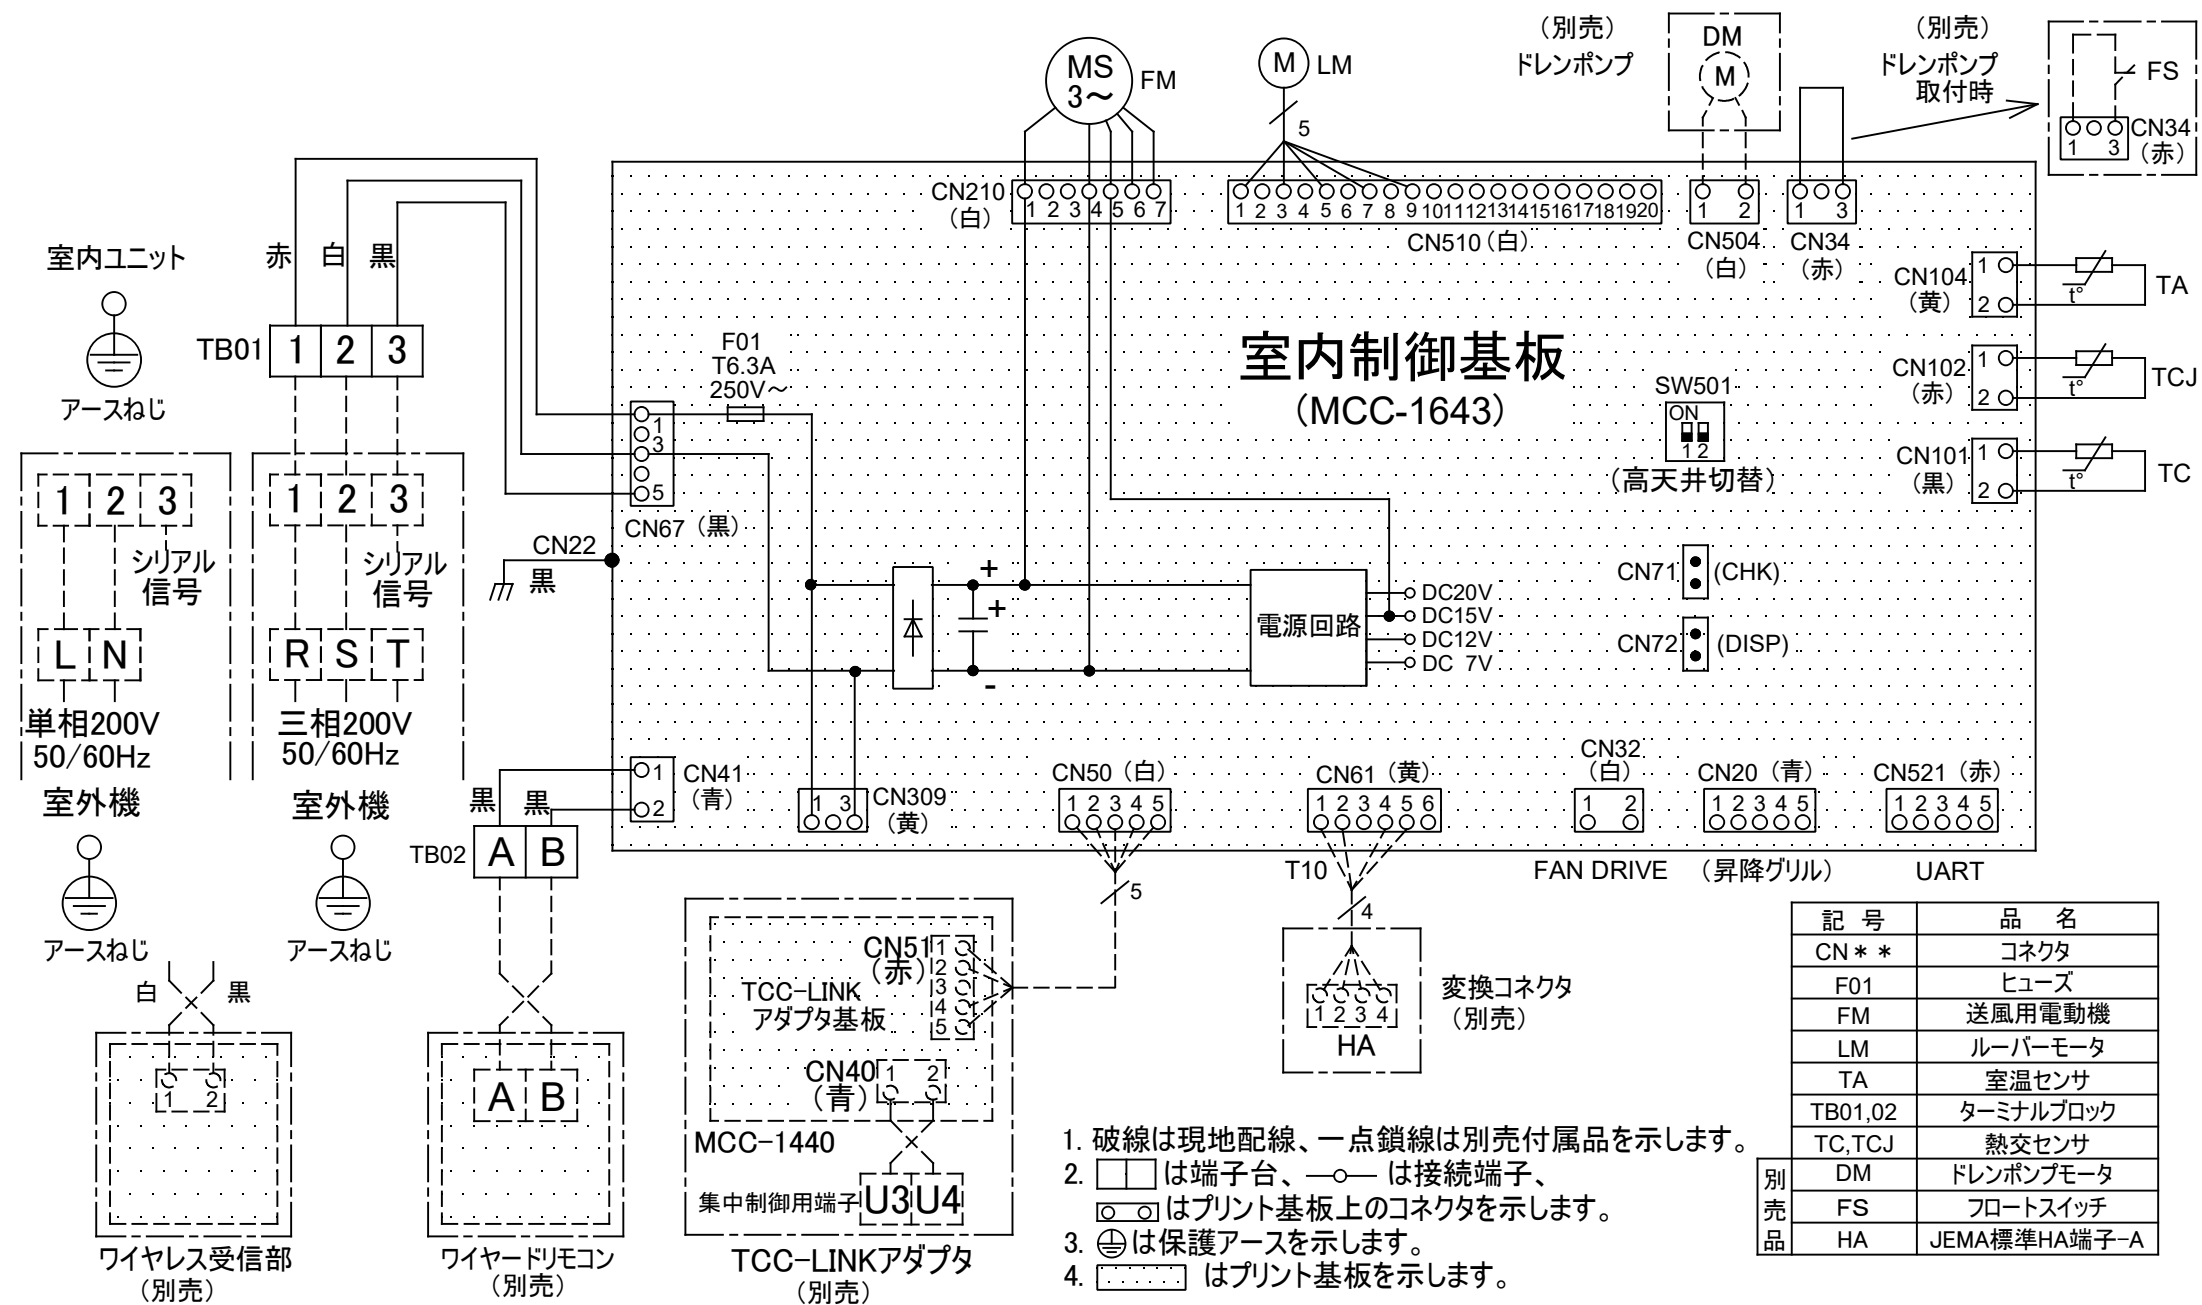 (別売)
ドレンポンプ
DM
M
(別売)
ドレンポンプ
取付時
FS
CN34
(赤)
1 3
MS
3～
FM
M
LM
5
CN210
(白)
1 2 3 4 5 6 7
1 2 3 4 5 6 7 8 9 10 11 12 13 14 15 16 17 18 19 20
CN510 (白)
1 2
CN504
(白)
1 3
CN34
(赤)
室内ユニット
アースねじ
赤 白 黒
TB01
1 2 3
F01
T6.3A
250V～
1
3
5
CN67 (黒)
CN22
黒
室内制御基板
(MCC-1643)
SW501
ON
1 2
(高天井切替)
CN104
(黄)
1
2
t°
TA
CN102
(赤)
1
2
t°
TCJ
CN101
(黒)
1
2
t°
TC
1 2 3
シリアル
信号
L N
単相200V
50/60Hz
室外機
アースねじ
1 2 3
シリアル
信号
R S T
三相200V
50/60Hz
室外機
アースねじ
+
+
-
電源回路
DC20V
DC15V
DC12V
DC 7V
CN71
(CHK)
CN72
(DISP)
1
2
CN41
(青)
黒 黒
TB02
A B
1 3
CN309
(黄)
CN50 (白)
1 2 3 4 5
5
CN61 (黄)
1 2 3 4 5 6
T10
4
CN32
(白)
1 2
FAN DRIVE
CN20 (青)
1 2 3 4 5
(昇降グリル)
CN521 (赤)
1 2 3 4 5
UART
白 黒
1 2
ワイヤレス受信部
(別売)
A B
ワイヤードリモコン
(別売)
CN51
(赤)
1
2
3
4
5
TCC-LINK
アダプタ基板
CN40
(青)
1 2
MCC-1440
集中制御用端子
U3 U4
TCC-LINKアダプタ
(別売)
1 2 3 4
HA
変換コネクタ
(別売)
1. 破線は現地配線、一点鎖線は別売付属品を示します。
2. は端子台、 は接続端子、
はプリント基板上のコネクタを示します。
3. は保護アースを示します。
4. はプリント基板を示します。
記 号 品 名
CN＊＊ コネクタ
F01 ヒューズ
FM 送風用電動機
LM ルーバーモータ
TA 室温センサ
TB01,02 ターミナルブロック
TC,TCJ 熱交センサ
別売品
DM ドレンポンプモータ
FS フロートスイッチ
HA JEMA標準HA端子-A